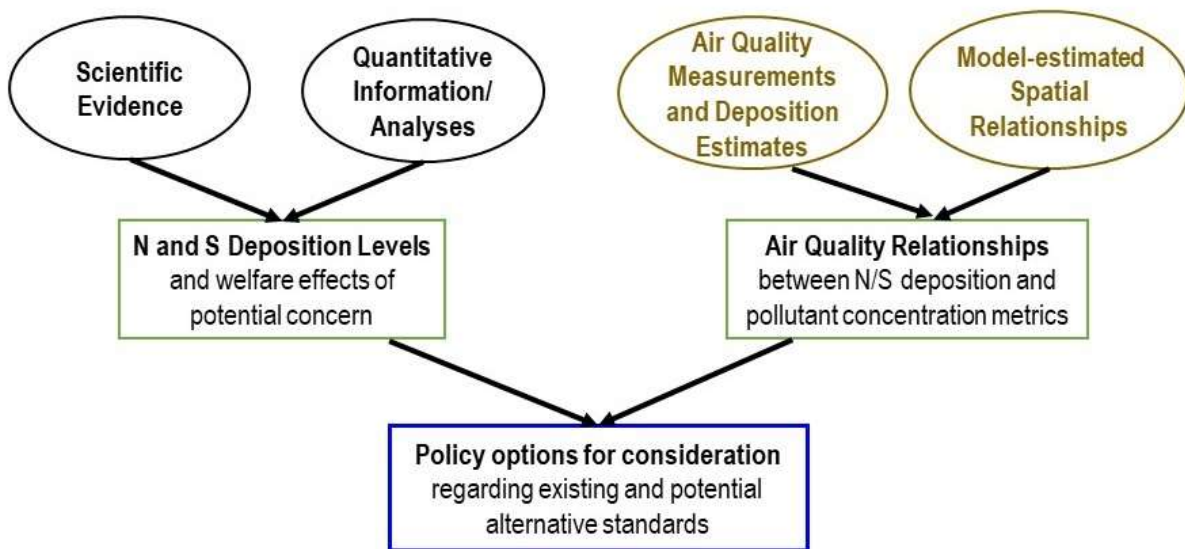 Scientific
Evidence
Quantitative
Information/
Analyses
Air Quality
Measurements
and Deposition
Estimates
Model-estimated
Spatial
Relationships
N and S Deposition Levels
and welfare effects of
potential concern
Air Quality Relationships
between N/S deposition and
pollutant concentration metrics
Policy options for consideration
regarding existing and potential
alternative standards